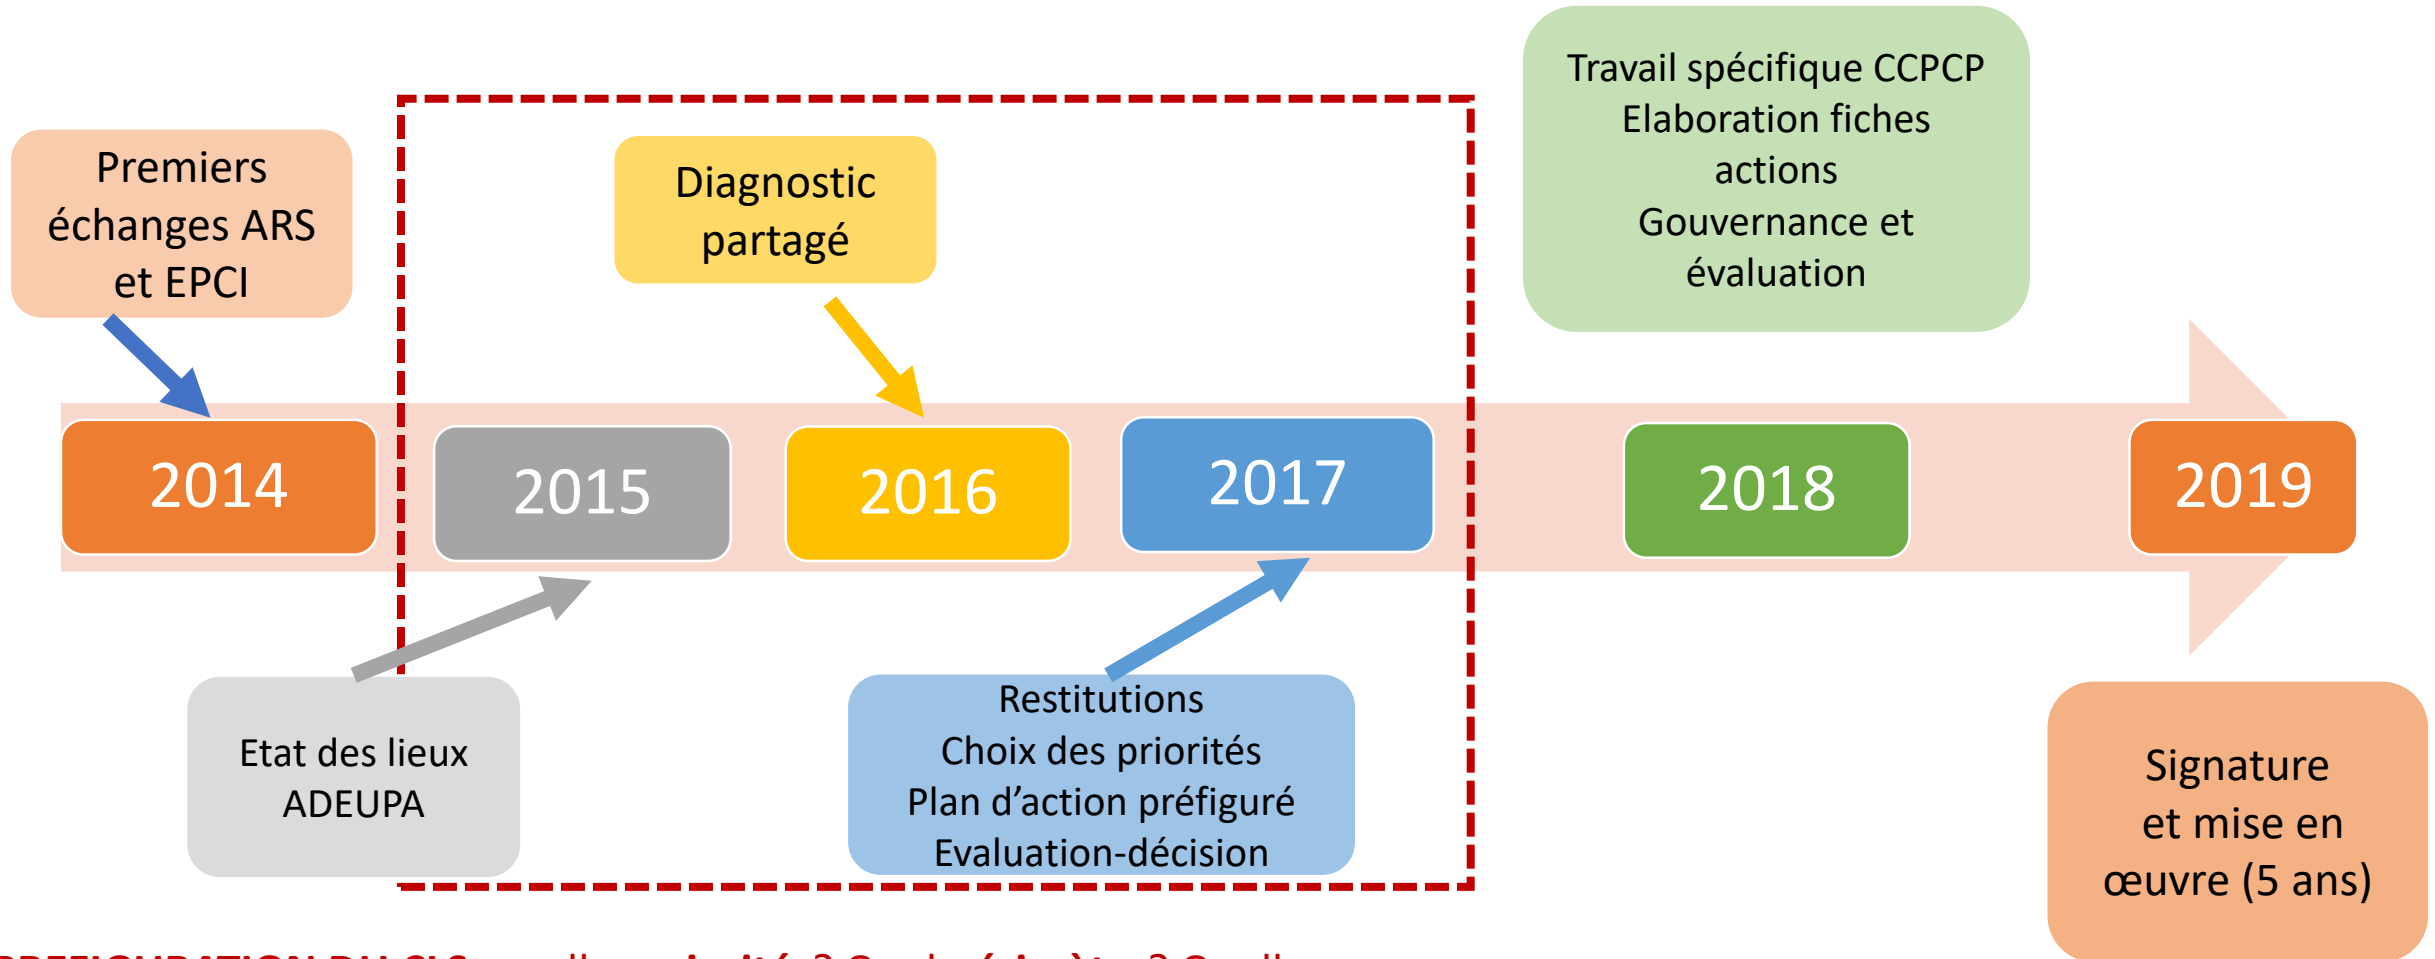 Premiers
échanges ARS
et EPCI
Diagnostic
partagé
Travail spécifique CCPCP
Elaboration fiches
actions
Gouvernance et
évaluation
2014
2015
2016
2017
2018
2019
Etat des lieux
ADEUPA
Restitutions
Choix des priorités
Plan d’action préfiguré
Evaluation-décision
Signature
et mise en
œuvre (5 ans)